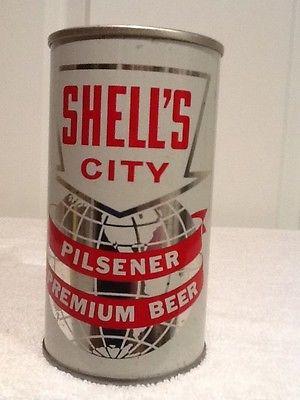 SHELL'S
CITY
PILSENER
PREMIUM BEER